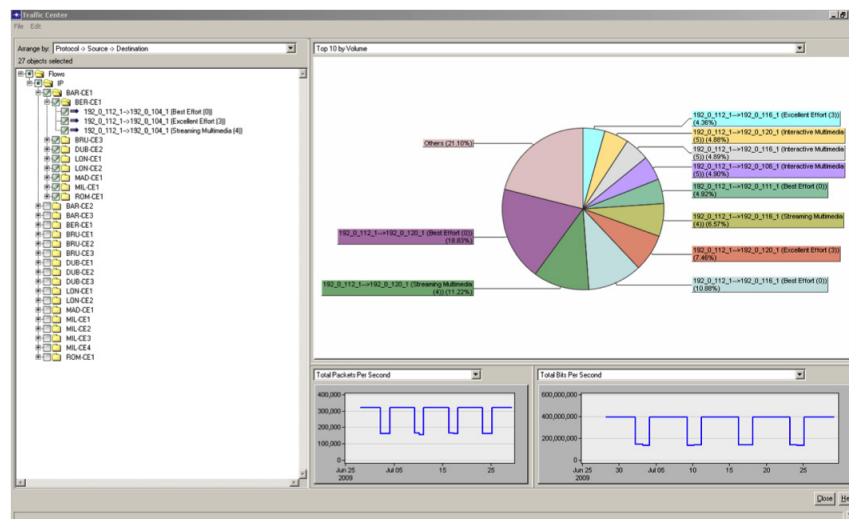 Traffic Center
File Edit
Arrange by: Protocol -> Source -> Destination
27 objects selected
Flows
IP
BAR-CE1
BER-CE1
192_0_112_1->192_0_104_1 (Best Effort (0))
192_0_112_1->192_0_104_1 (Excellent Effort (3))
192_0_112_1->192_0_104_1 (Streaming Multimedia (4))
BRU-CE3
DUB-CE2
LON-CE1
LON-CE2
MAD-CE1
MIL-CE1
ROM-CE1
BAR-CE2
BAR-CE3
BER-CE1
BRU-CE1
BRU-CE2
BRU-CE3
DUB-CE1
DUB-CE2
DUB-CE3
LON-CE1
LON-CE2
MAD-CE1
MIL-CE1
MIL-CE2
MIL-CE3
MIL-CE4
ROM-CE1
Top 10 by Volume
192_0_112_1-->192_0_116_1 (Excellent Effort (3))
(4.36%)
192_0_112_1-->192_0_120_1 (Interactive Multimedia
(5)) (4.88%)
192_0_112_1-->192_0_116_1 (Interactive Multimedia
(5)) (4.89%)
192_0_112_1-->192_0_106_1 (Interactive Multimedia
(5)) (4.90%)
192_0_112_1-->192_0_111_1 (Best Effort (0))
(4.92%)
192_0_112_1-->192_0_116_1 (Streaming Multimedia
(4)) (6.57%)
192_0_112_1-->192_0_120_1 (Excellent Effort (3))
(7.46%)
192_0_112_1-->192_0_116_1 (Best Effort (0))
(10.88%)
Others (21.10%)
192_0_112_1-->192_0_120_1 (Best Effort (0))
(18.83%)
192_0_112_1-->192_0_120_1 (Streaming Multimedia
(4)) (11.22%)
Total Packets Per Second
400,000
300,000
200,000
100,000
0
Jun 25 Jul 05 15 25
2009
Total Bits Per Second
600,000,000
400,000,000
200,000,000
0
Jun 25 30 Jul 05 10 15 20 25
2009
Close He